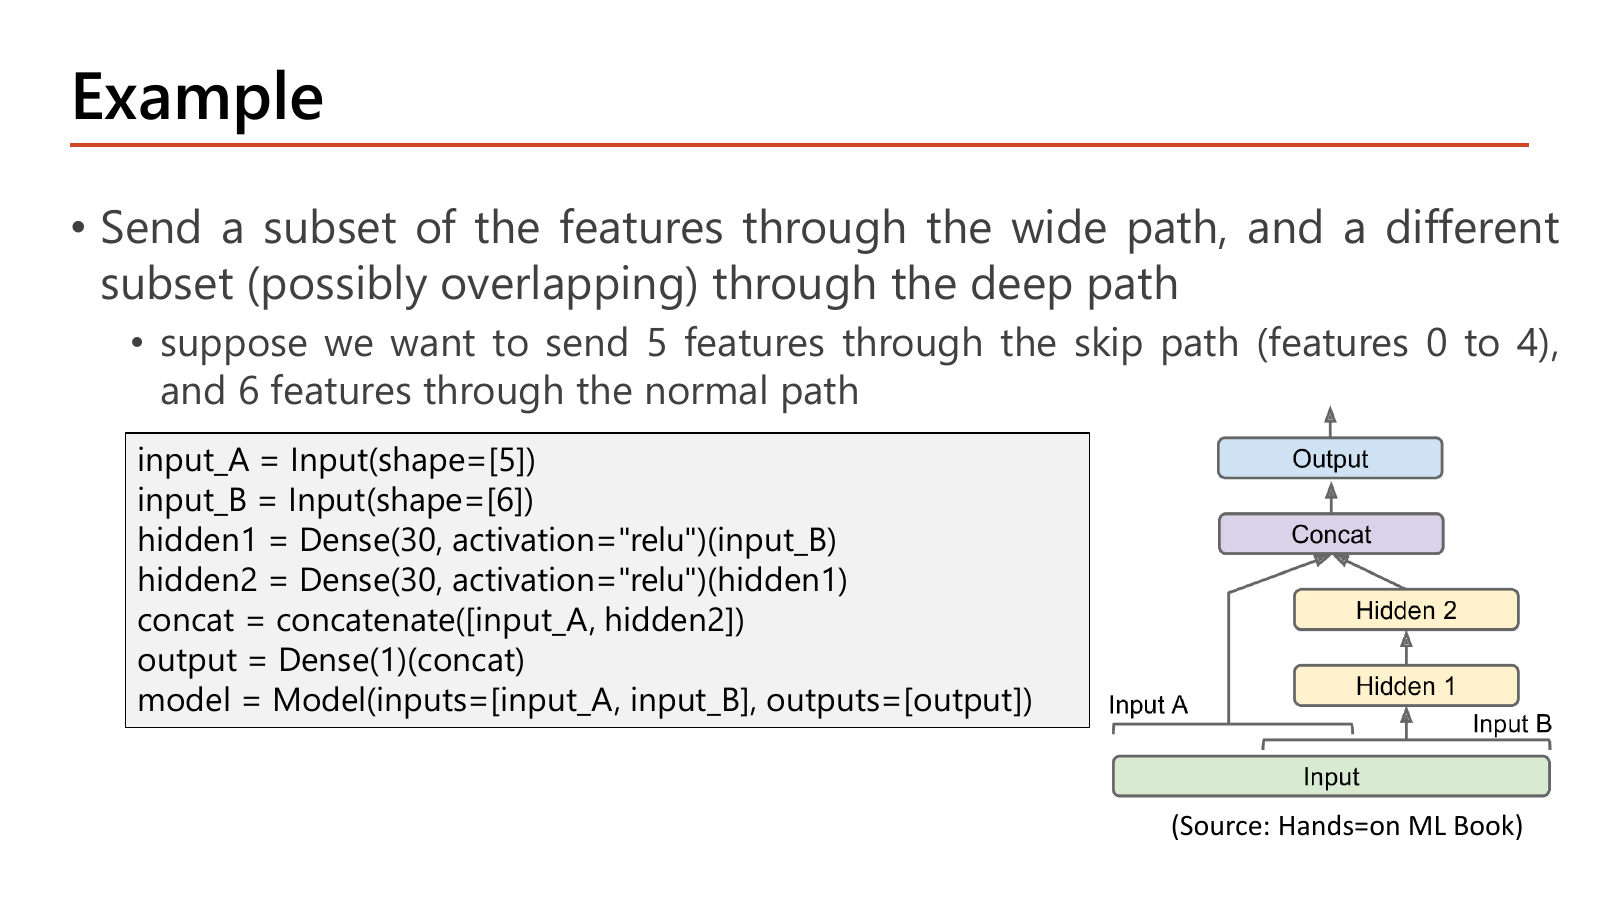 Example
• Send a subset of the features through the wide path, and a different
subset (possibly overlapping) through the deep path
• suppose we want to send 5 features through the skip path (features 0 to 4),
and 6 features through the normal path
input_A = Input(shape=[5])
input_B = Input(shape=[6])
hidden1 = Dense(30, activation="relu")(input_B)
hidden2 = Dense(30, activation="relu")(hidden1)
concat = concatenate([input_A, hidden2])
output = Dense(1)(concat)
model = Model(inputs=[input_A, input_B], outputs=[output])
Output
Concat
Hidden 2
Hidden 1
Input A
Input B
Input
(Source: Hands=on ML Book)